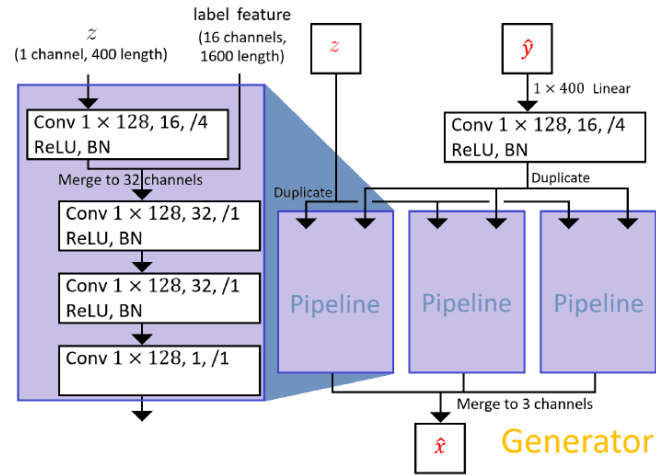 z
(1 channel, 400 length)
label feature
(16 channels,
1600 length)
Conv 1 × 128, 16, /4
ReLU, BN
Merge to 32 channels
Conv 1 × 128, 32, /1
ReLU, BN
Conv 1 × 128, 32, /1
ReLU, BN
Conv 1 × 128, 1, /1
z
ŷ
1 × 400 Linear
Conv 1 × 128, 16, /4
ReLU, BN
Duplicate
Duplicate
Pipeline
Pipeline
Pipeline
Merge to 3 channels
x̂
Generator